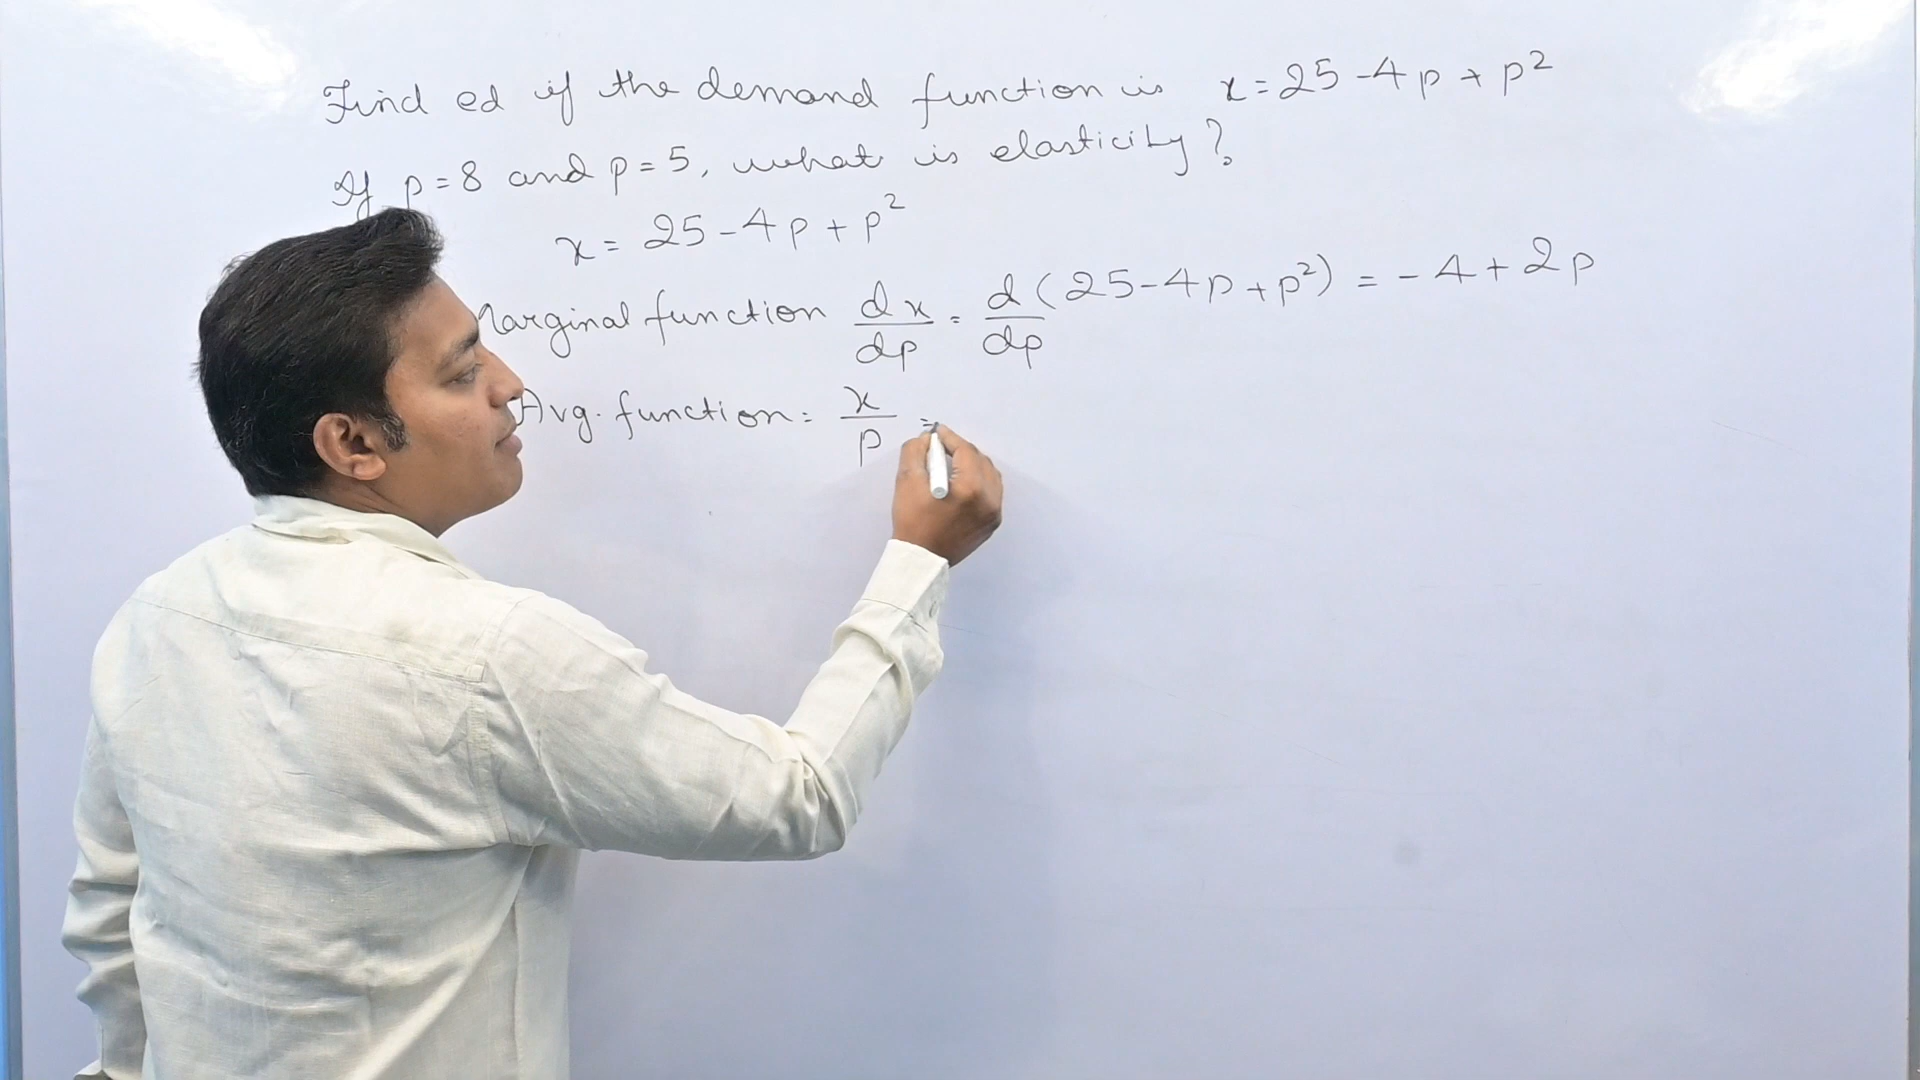 Find ed if the demand function is x = 25 - 4p + p²
If p = 8 and p = 5, what is elasticity?
x = 25 - 4p + p²
Marginal function dx/dp = d/dp (25 - 4p + p²) = - 4 + 2p
Avg. function = x/p =